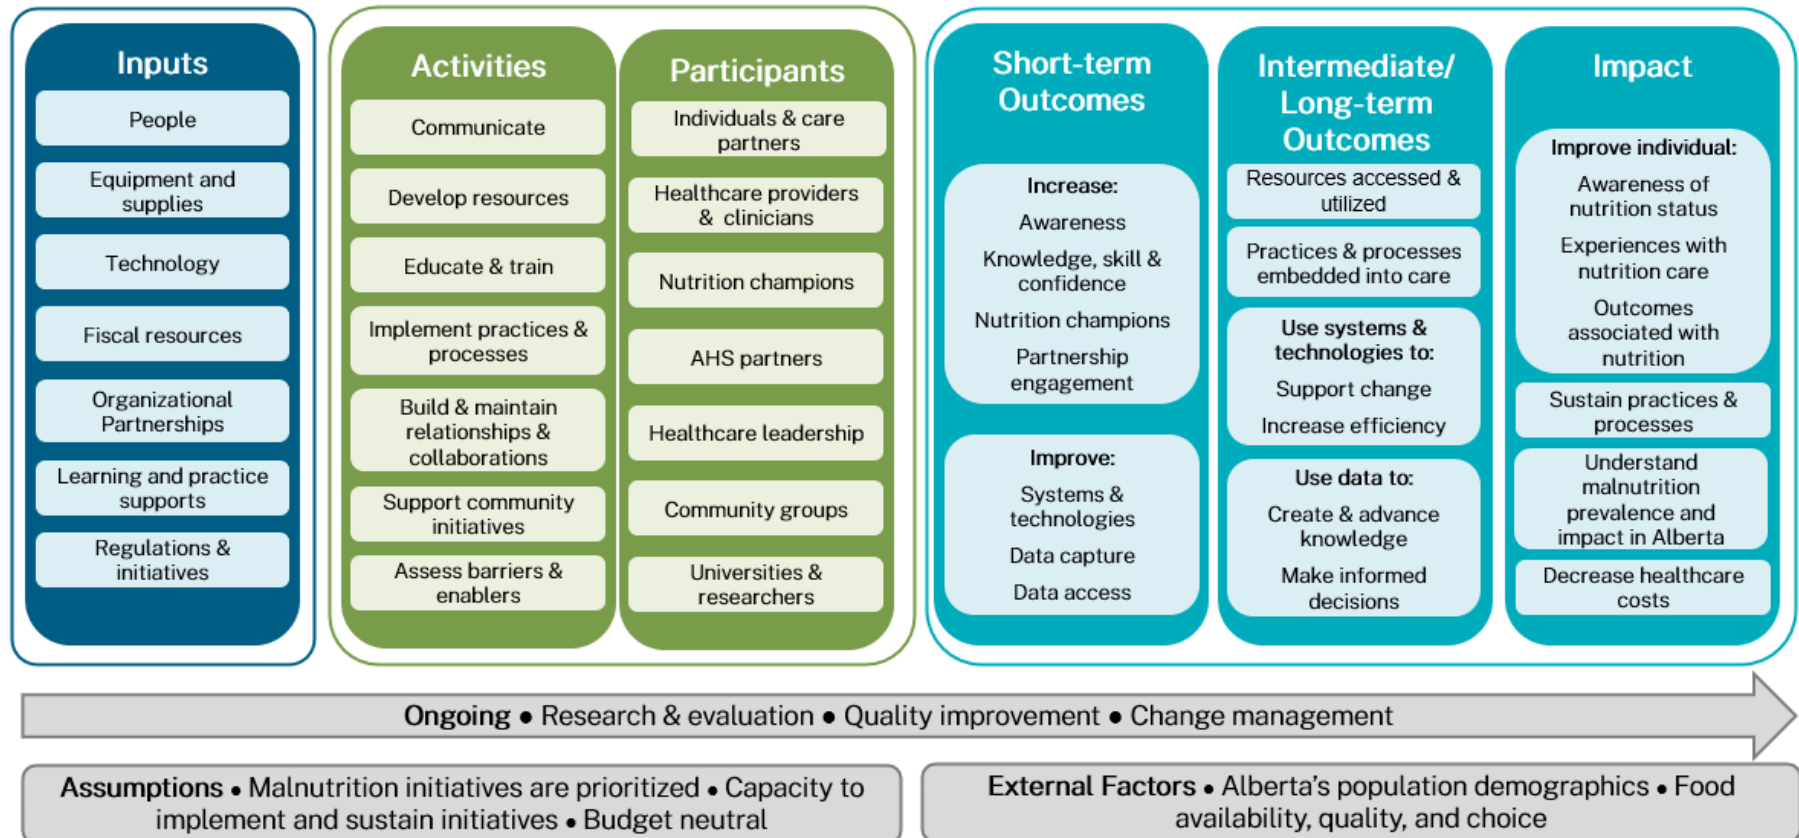 Inputs
People
Equipment and
supplies
Technology
Fiscal resources
Organizational
Partnerships
Learning and practice
supports
Regulations &
initiatives
Activities
Communicate
Develop resources
Educate & train
Implement practices &
processes
Build & maintain
relationships &
collaborations
Support community
initiatives
Assess barriers &
enablers
Participants
Individuals & care
partners
Healthcare providers
& clinicians
Nutrition champions
AHS partners
Healthcare leadership
Community groups
Universities &
researchers
Short-term
Outcomes
Increase:
Awareness
Knowledge, skill &
confidence
Nutrition champions
Partnership
engagement
Improve:
Systems &
technologies
Data capture
Data access
Intermediate/
Long-term
Outcomes
Resources accessed &
utilized
Practices & processes
embedded into care
Use systems &
technologies to:
Support change
Increase efficiency
Use data to:
Create & advance
knowledge
Make informed
decisions
Impact
Improve individual:
Awareness of
nutrition status
Experiences with
nutrition care
Outcomes
associated with
nutrition
Sustain practices &
processes
Understand
malnutrition
prevalence and
impact in Alberta
Decrease healthcare
costs
Ongoing ● Research & evaluation ● Quality improvement ● Change management
Assumptions ● Malnutrition initiatives are prioritized ● Capacity to
implement and sustain initiatives ● Budget neutral
External Factors ● Alberta's population demographics ● Food
availability, quality, and choice